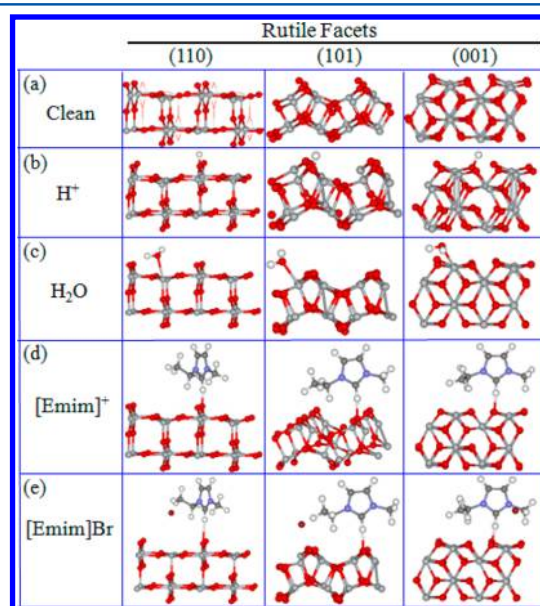 Rutile Facets
(110) (101) (001)
(a)
Clean
(b)
H⁺
(c)
H₂O
(d)
[Emim]⁺
(e)
[Emim]Br